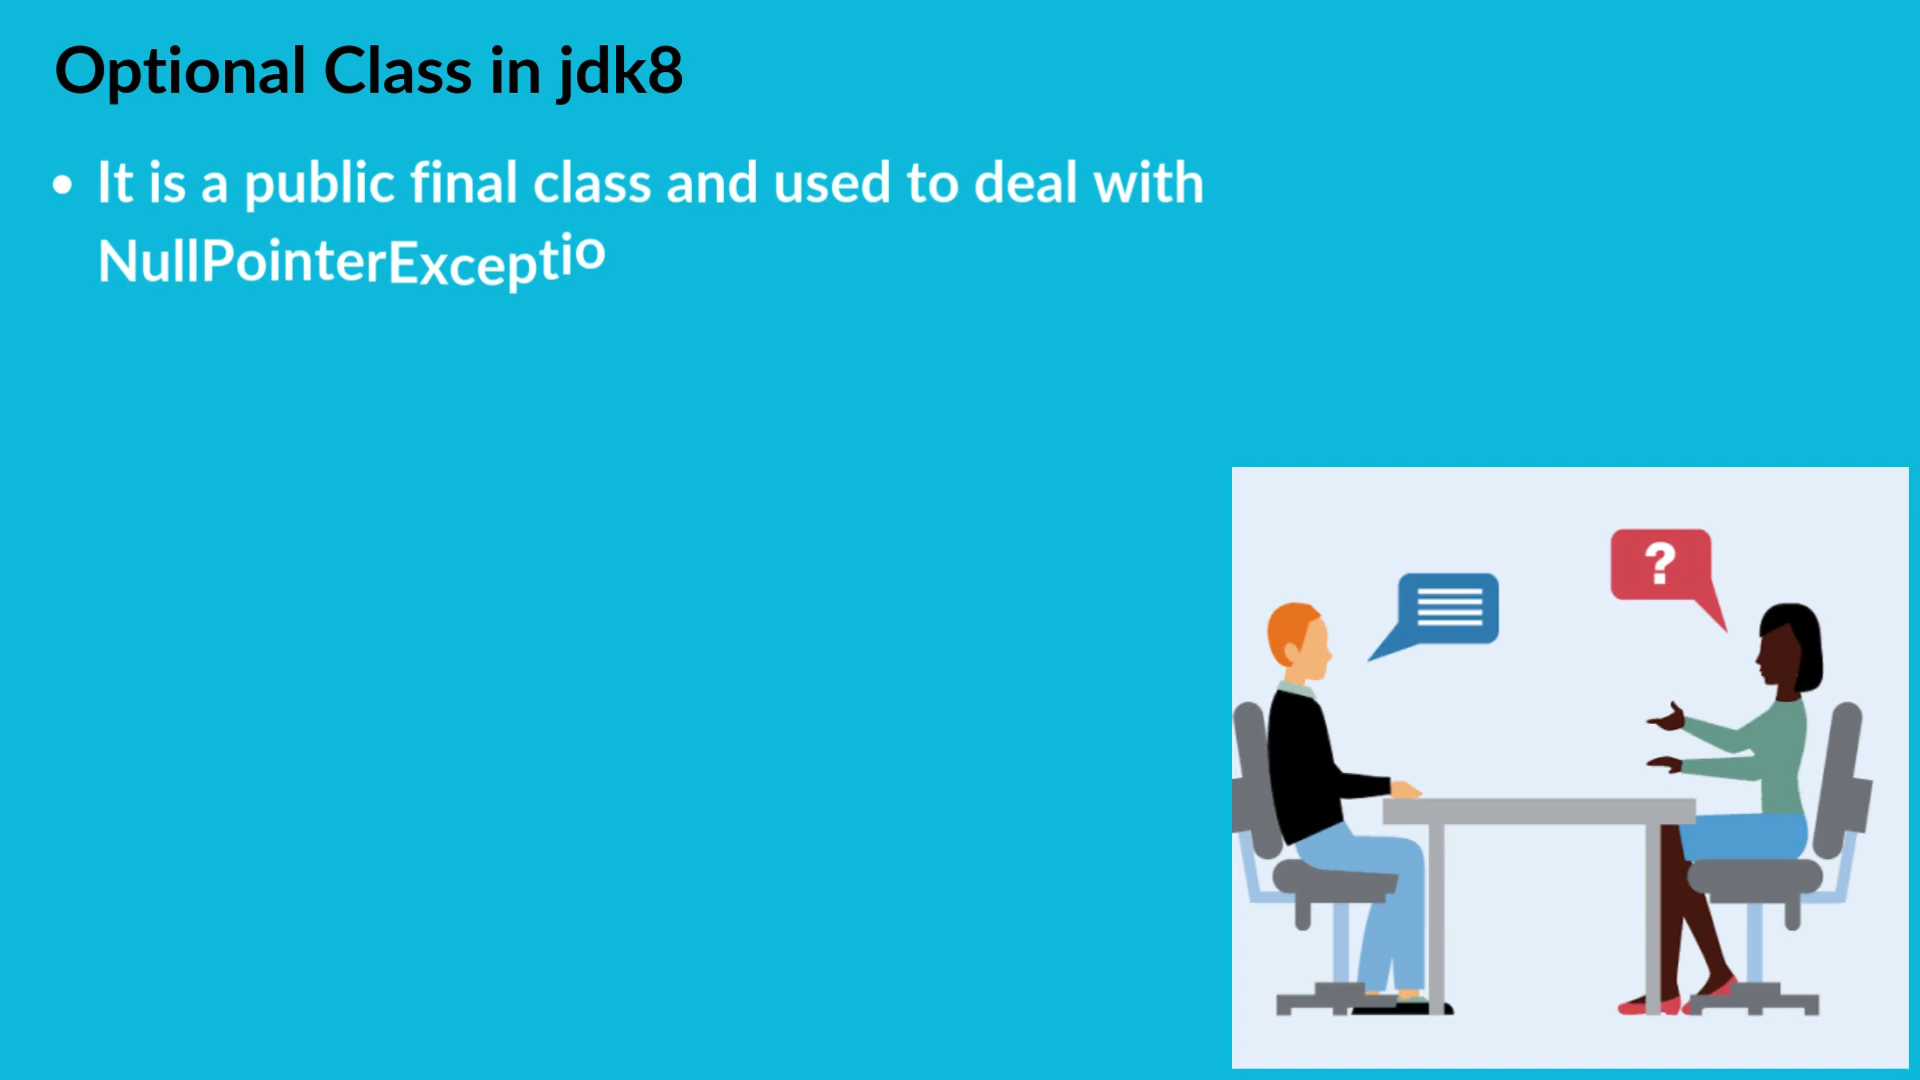 Optional Class in jdk8
• It is a public final class and used to deal with
NullPointerExceptio
?